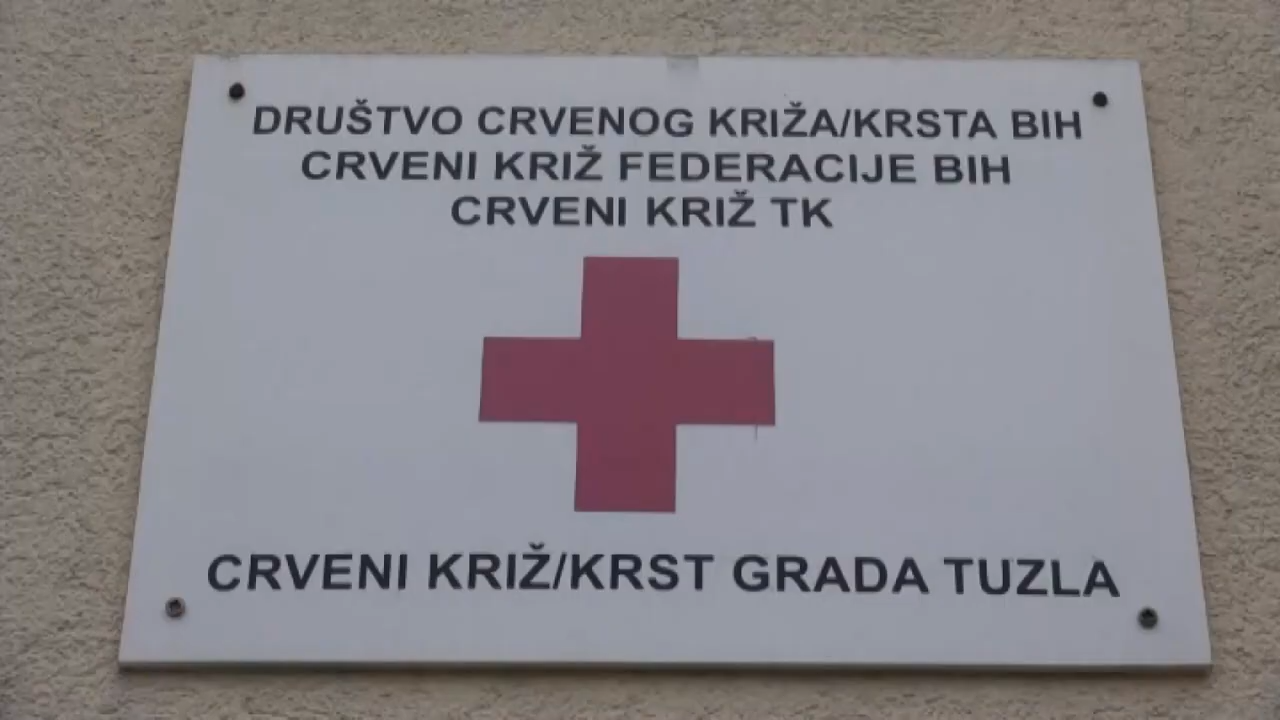 DRUŠTVO CRVENOG KRIŽA/KRSTA BIH
CRVENI KRIŽ FEDERACIJE BIH
CRVENI KRIŽ TK
CRVENI KRIŽ/KRST GRADA TUZLA